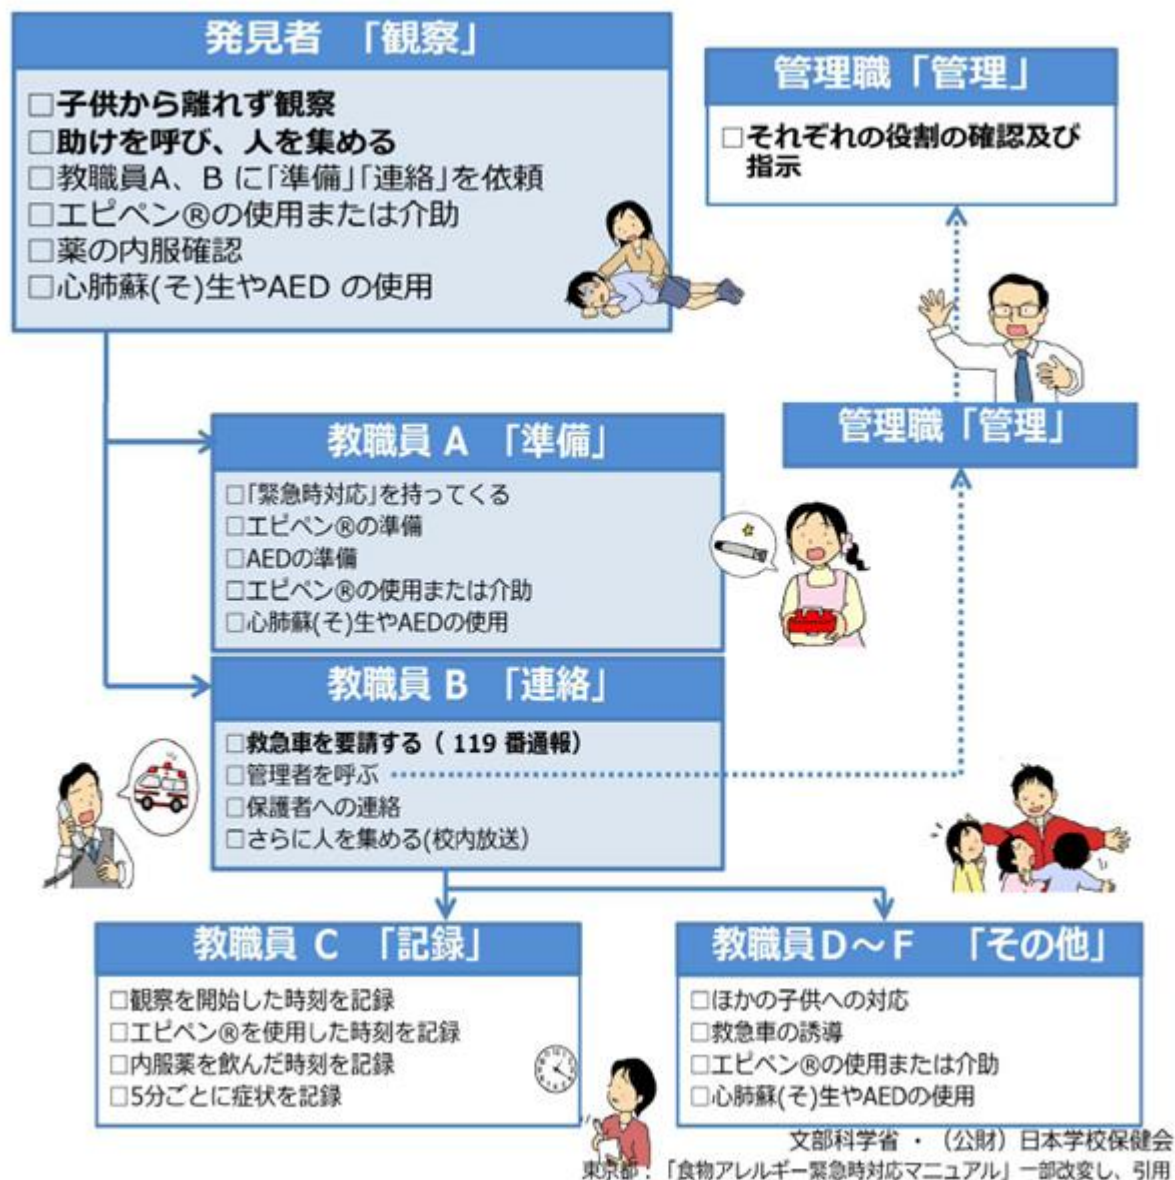 発見者 「観察」
□子供から離れず観察
□助けを呼び、人を集める
□教職員A、B に「準備」「連絡」を依頼
□エピペン®の使用または介助
□薬の内服確認
□心肺蘇(そ)生やAED の使用
管理職「管理」
□それぞれの役割の確認及び
指示
管理職「管理」
教職員 A 「準備」
□「緊急時対応」を持ってくる
□エピペン®の準備
□AEDの準備
□エピペン®の使用または介助
□心肺蘇(そ)生やAEDの使用
教職員 B 「連絡」
□救急車を要請する（ 119 番通報）
□管理者を呼ぶ
□保護者への連絡
□さらに人を集める(校内放送）
教職員 C 「記録」
□観察を開始した時刻を記録
□エピペン®を使用した時刻を記録
□内服薬を飲んだ時刻を記録
□5分ごとに症状を記録
教職員D～F 「その他」
□ほかの子供への対応
□救急車の誘導
□エピペン®の使用または介助
□心肺蘇(そ)生やAEDの使用
文部科学省 ・ （公財）日本学校保健会
東京都：「食物アレルギー緊急時対応マニュアル」一部改変し、引用